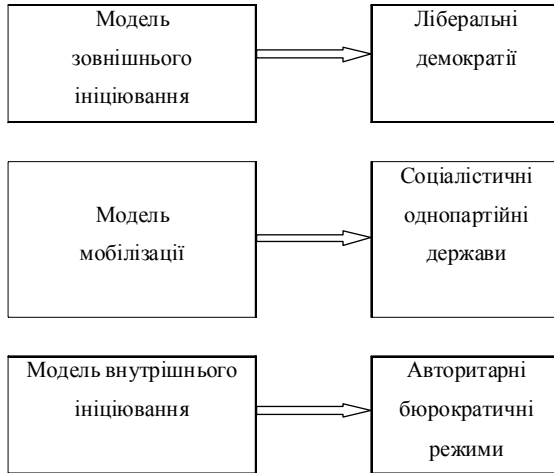 Модель
зовнішнього
ініціювання
Ліберальні
демократії
Модель
мобілізації
Соціалістичні
однопартійні
держави
Модель внутрішнього
ініціювання
Авторитарні
бюрократичні
режими